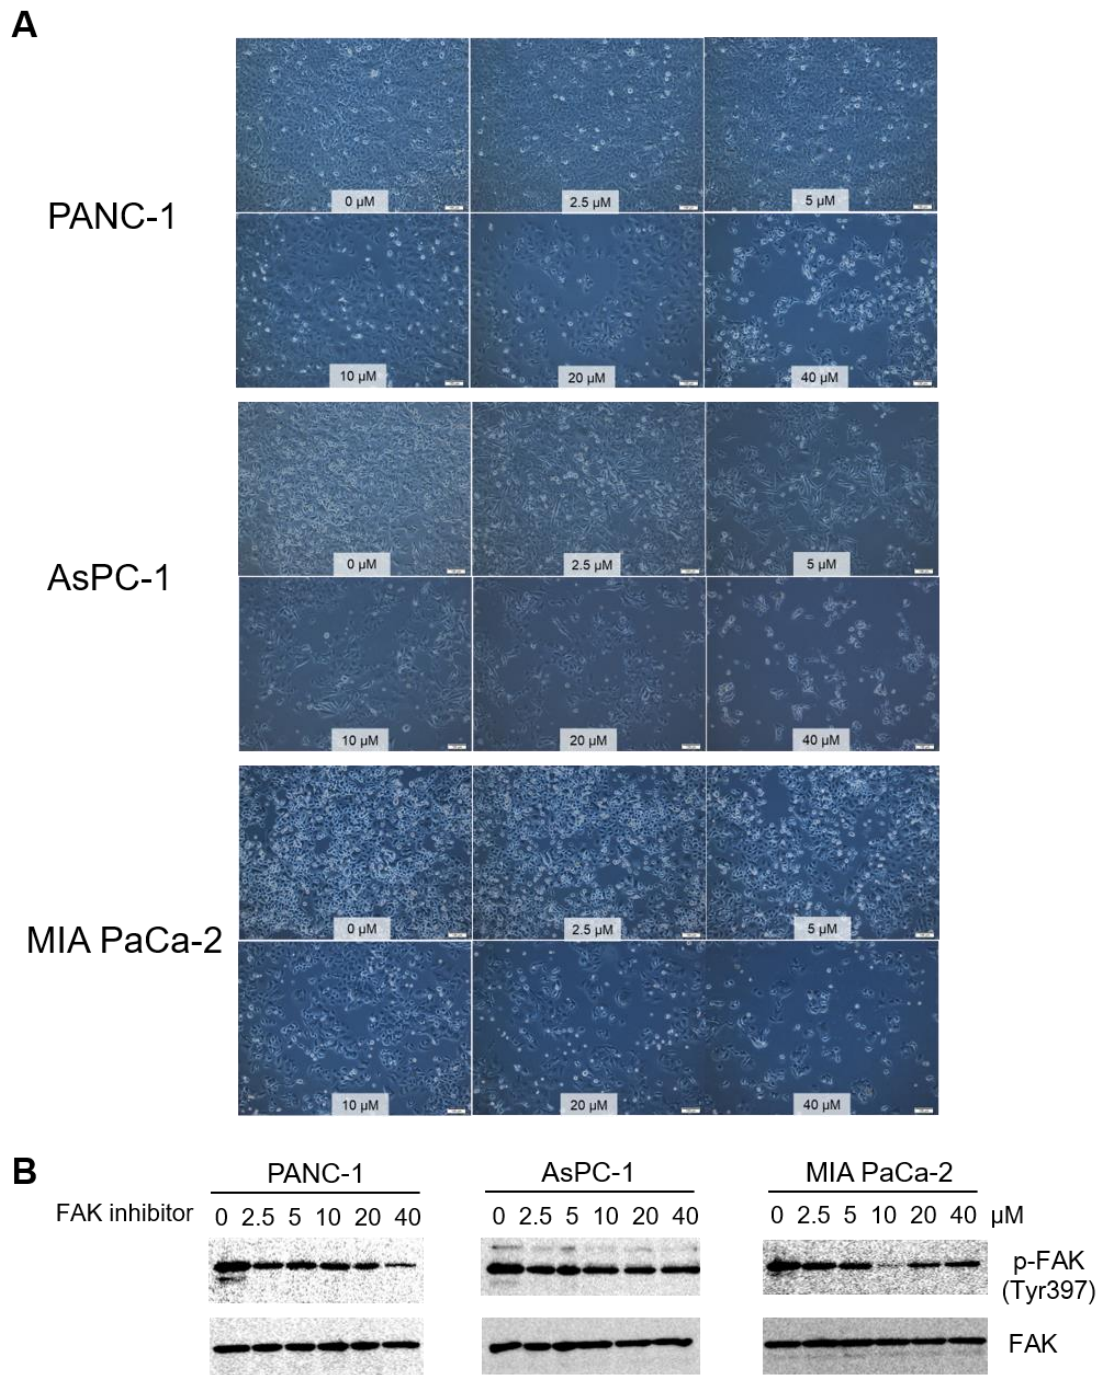 A
PANC-1
0 µM
2.5 µM
5 µM
10 µM
20 µM
40 µM
AsPC-1
0 µM
2.5 µM
5 µM
10 µM
20 µM
40 µM
MIA PaCa-2
0 µM
2.5 µM
5 µM
10 µM
20 µM
40 µM
B
PANC-1 AsPC-1 MIA PaCa-2
FAK inhibitor 0 2.5 5 10 20 40 0 2.5 5 10 20 40 0 2.5 5 10 20 40 µM
p-FAK
(Tyr397)
FAK